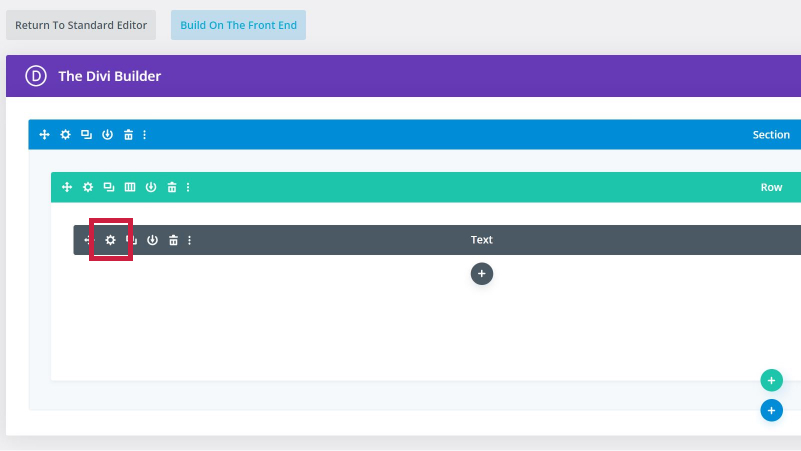 Return To Standard Editor
Build On The Front End
D The Divi Builder
Section
Row
Text